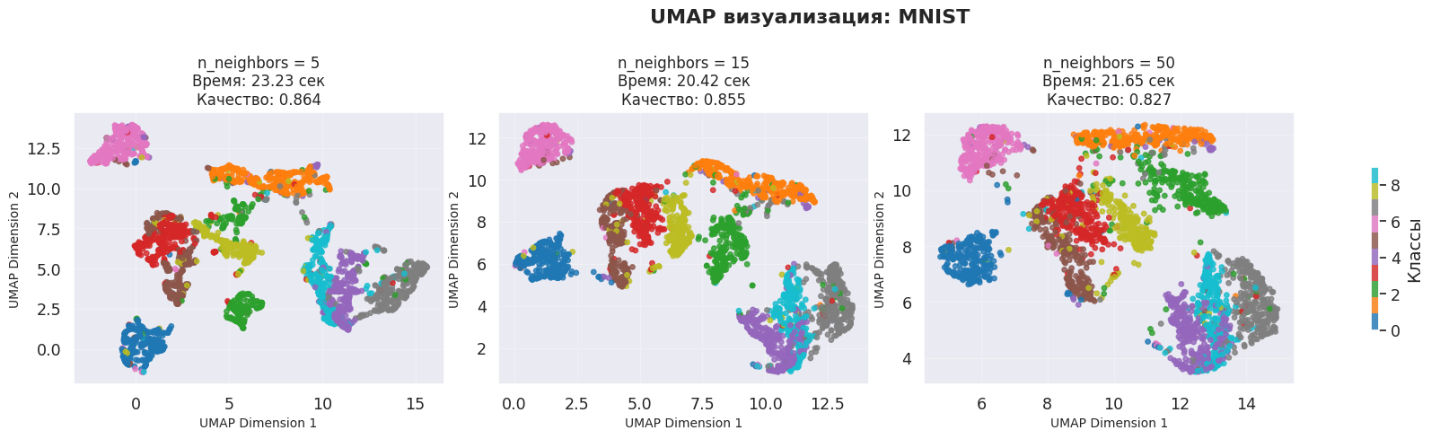 UMAP визуализация: MNIST
n_neighbors = 5
Время: 23.23 сек
Качество: 0.864
12.5
10.0
7.5
5.0
2.5
0.0
UMAP Dimension 2
0
5
10
15
UMAP Dimension 1
n_neighbors = 15
Время: 20.42 сек
Качество: 0.855
12
10
8
6
4
2
UMAP Dimension 2
0.0
2.5
5.0
7.5
10.0
12.5
UMAP Dimension 1
n_neighbors = 50
Время: 21.65 сек
Качество: 0.827
12
10
8
6
4
UMAP Dimension 2
6
8
10
12
14
UMAP Dimension 1
8
6
4
2
0
Классы